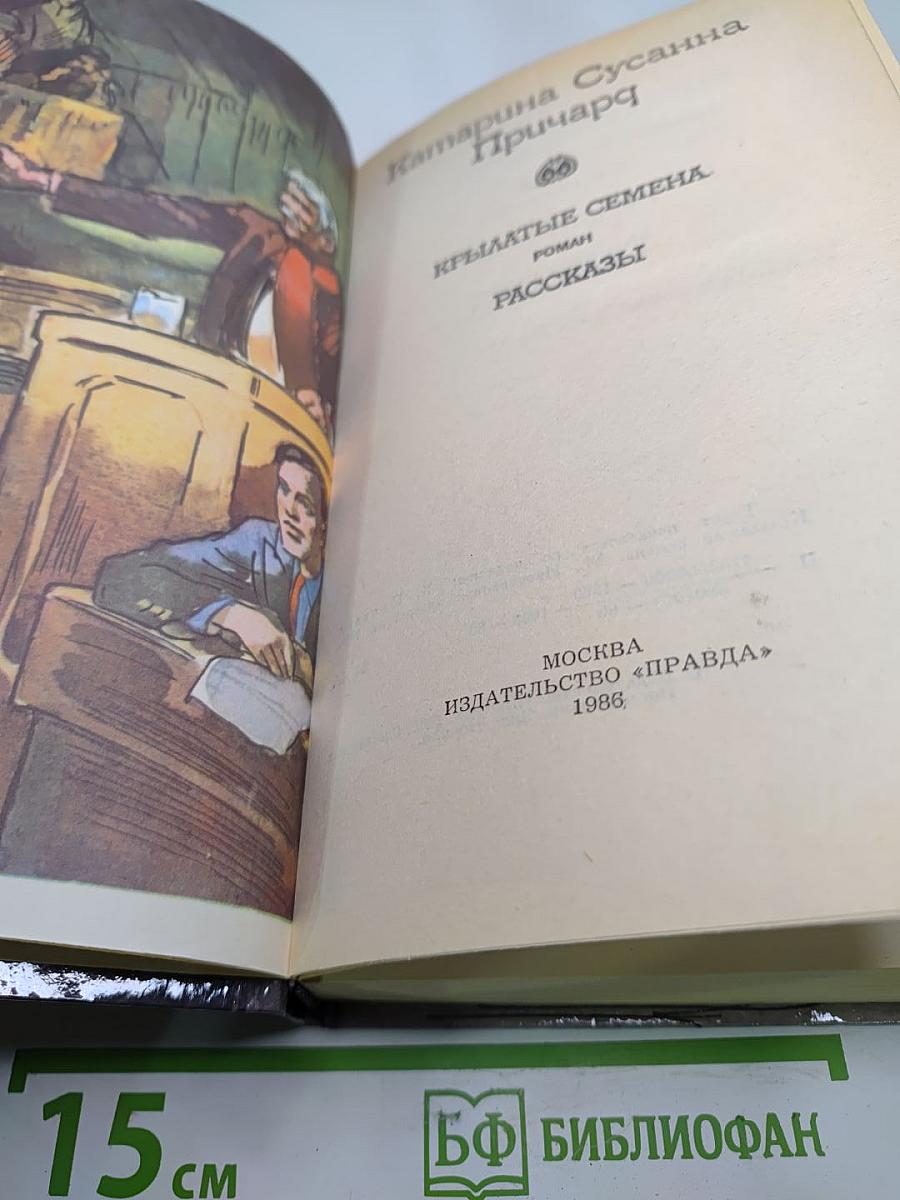 Катарина Сусанна
Причард
КРЫЛАТЫЕ СЕМЕНА
РОМАН
РАССКАЗЫ
МОСКВА
ИЗДАТЕЛЬСТВО «ПРАВДА»
1986
15 см
БФ БИБЛИОФАН